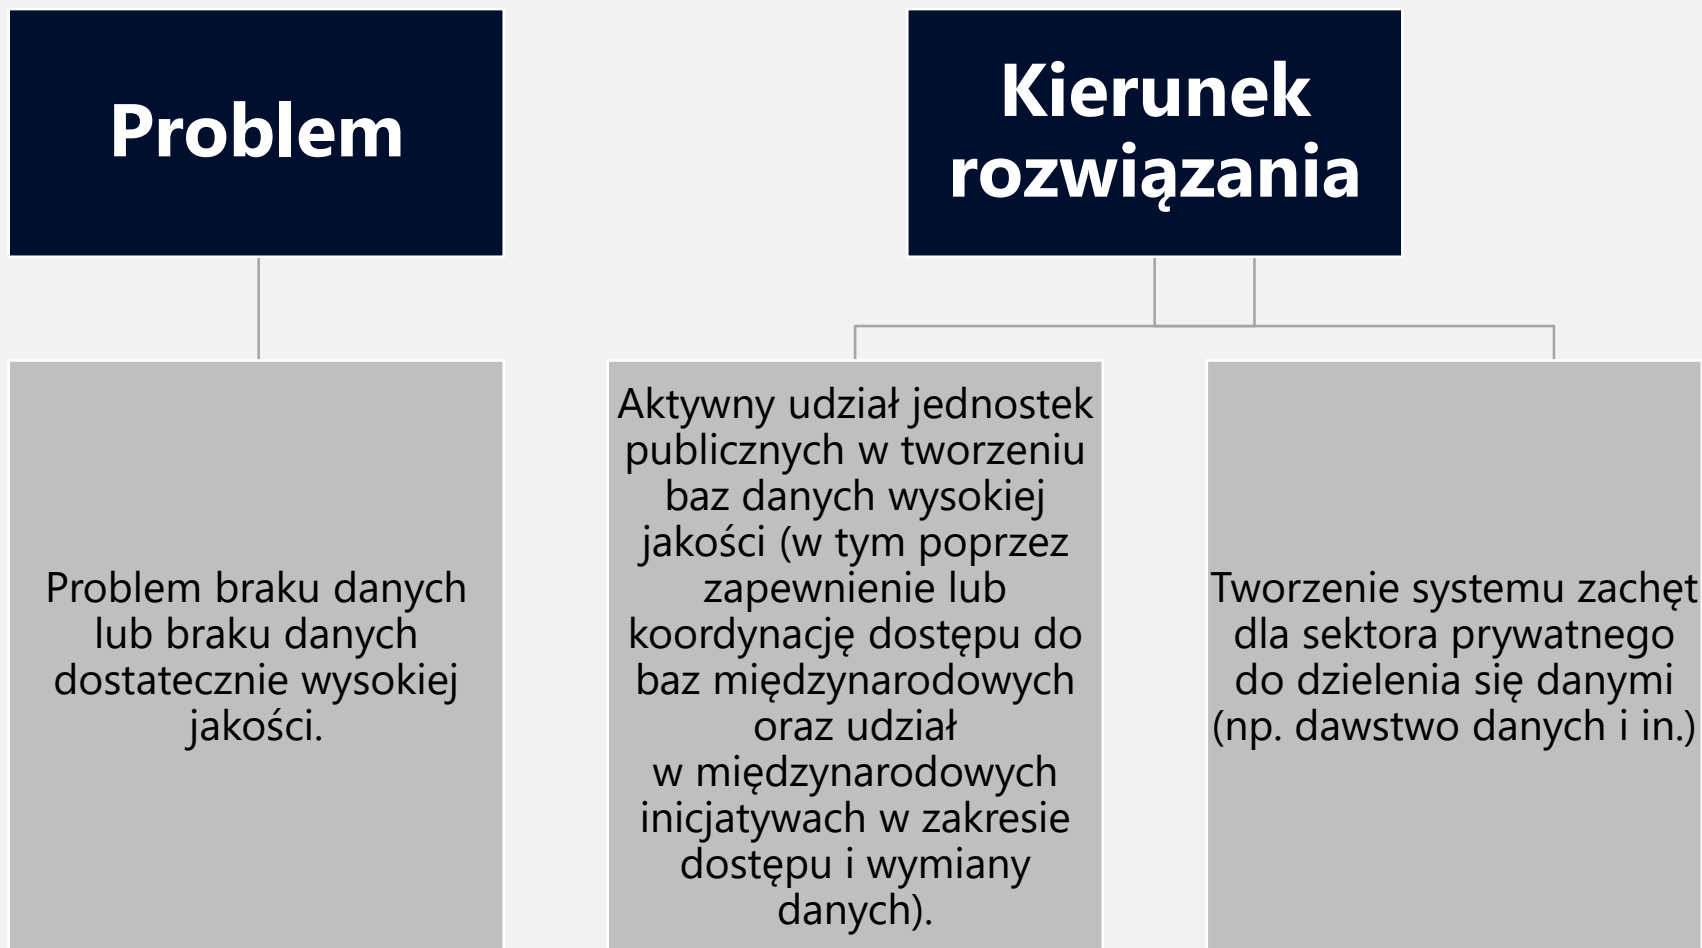 Problem
Kierunek
rozwiązania
Problem braku danych
lub braku danych
dostatecznie wysokiej
jakości.
Aktywny udział jednostek
publicznych w tworzeniu
baz danych wysokiej
jakości (w tym poprzez
zapewnienie lub
koordynację dostępu do
baz międzynarodowych
oraz udział
w międzynarodowych
inicjatywach w zakresie
dostępu i wymiany
danych).
Tworzenie systemu zachęt
dla sektora prywatnego
do dzielenia się danymi
(np. dawstwo danych i in.)